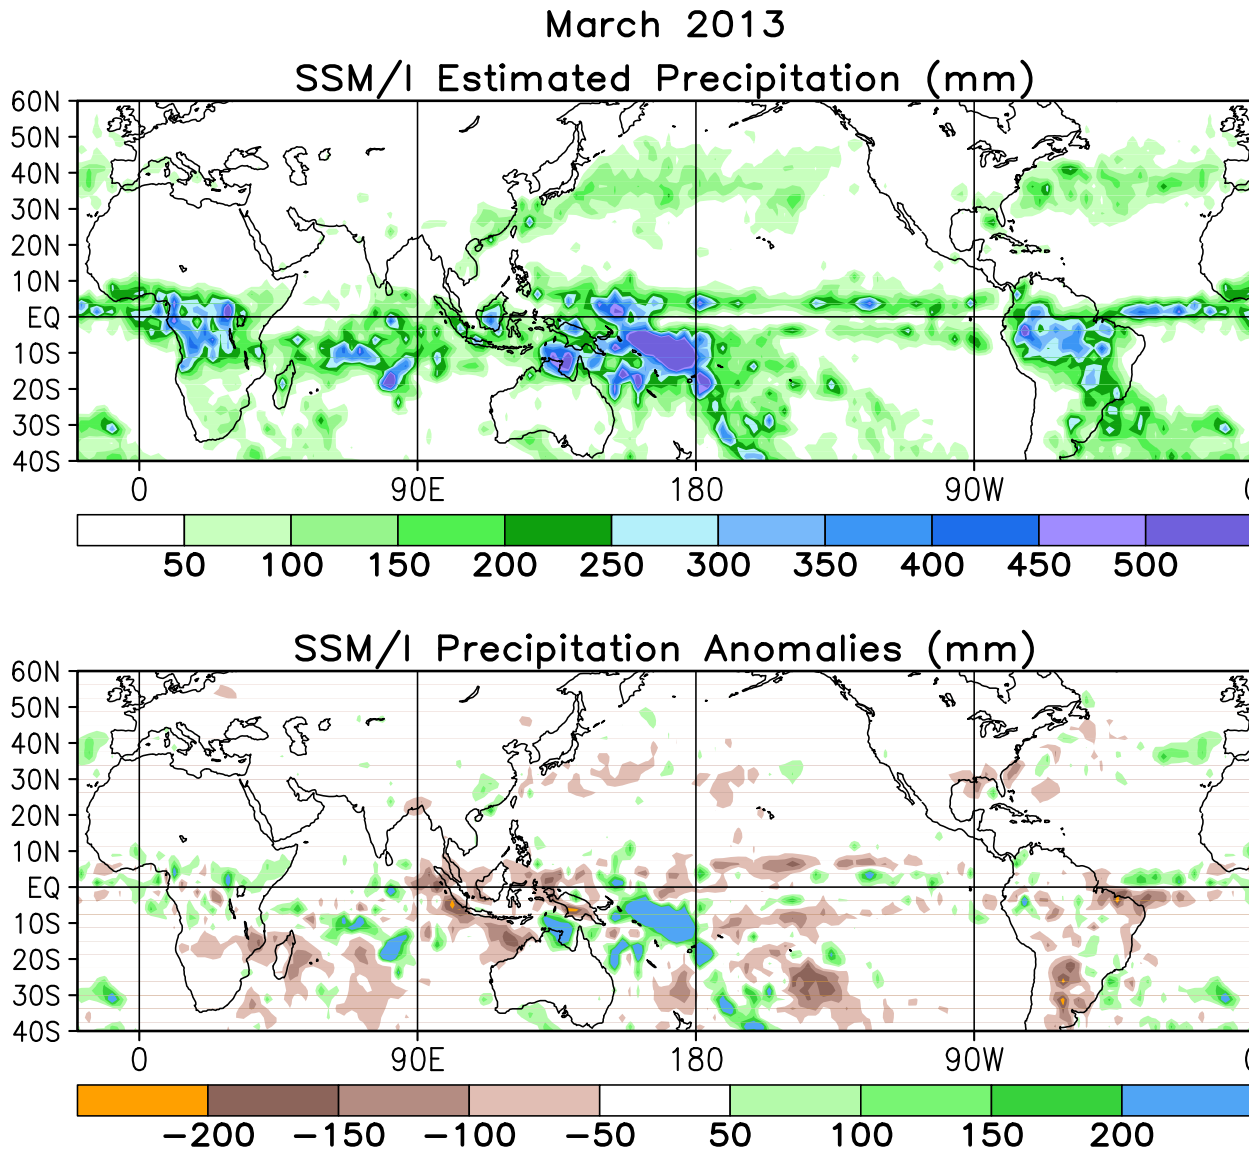 March 2013
SSM/I Estimated Precipitation (mm)
60N
50N
40N
30N
20N
10N
EQ
10S
20S
30S
40S
0 90E 180 90W 0
50 100 150 200 250 300 350 400 450 500
SSM/I Precipitation Anomalies (mm)
60N
50N
40N
30N
20N
10N
EQ
10S
20S
30S
40S
0 90E 180 90W 0
−200 −150 −100 −50 50 100 150 200